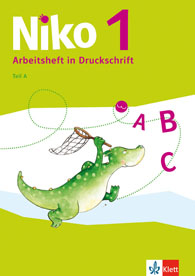 Niko 1
Arbeitsheft in Druckschrift
Teil A
A
B
C
Klett